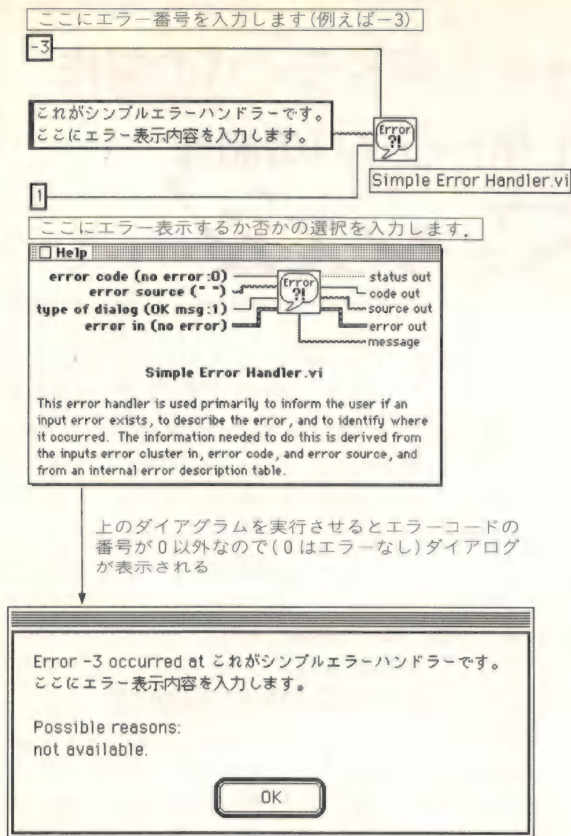 ここにエラー番号を入力します(例えば−3)
-3
これがシンプルエラーハンドラーです。
ここにエラー表示内容を入力します。
Error
?!
Simple Error Handler.vi
1
ここにエラー表示するか否かの選択を入力します.
Help
error code (no error:0)
error source (" ")
type of dialog (OK msg:1)
error in (no error)
Error
?!
status out
code out
source out
error out
message
Simple Error Handler.vi
This error handler is used primarily to inform the user if an
input error exists, to describe the error, and to identify where
it occurred. The information needed to do this is derived from
the inputs error cluster in, error code, and error source, and
from an internal error description table.
上のダイアグラムを実行させるとエラーコードの
番号が0以外なので(0はエラーなし)ダイアログ
が表示される
Error -3 occurred at これがシンプルエラーハンドラーです。
ここにエラー表示内容を入力します。
Possible reasons:
not available.
OK